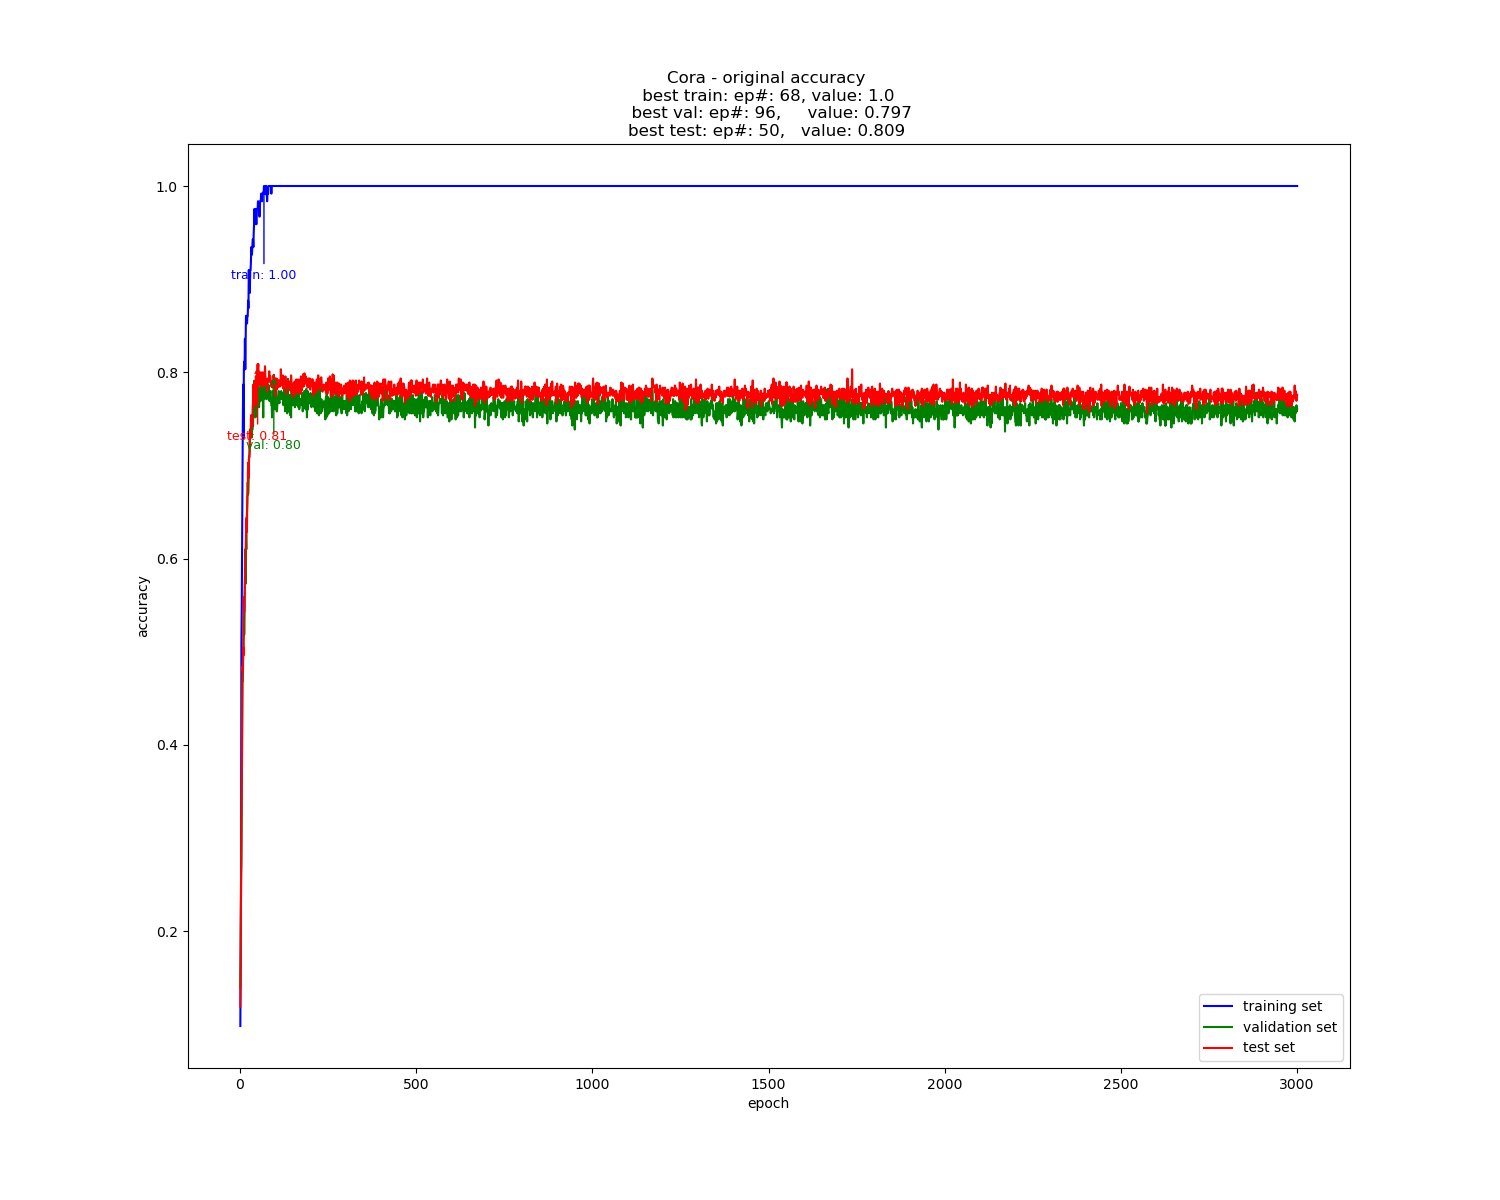 Cora - original accuracy
best train: ep#: 68, value: 1.0
best val: ep#: 96, value: 0.797
best test: ep#: 50, value: 0.809
1.0
0.8
0.6
0.4
0.2
accuracy
train: 1.00
test: 0.81
val: 0.80
training set
validation set
test set
0 500 1000 1500 2000 2500 3000
epoch